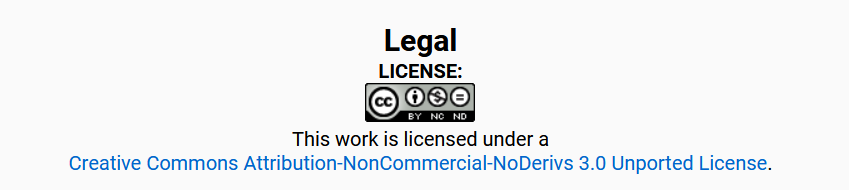 Legal
LICENSE:
cc BY NC ND
This work is licensed under a
Creative Commons Attribution-NonCommercial-NoDerivs 3.0 Unported License.